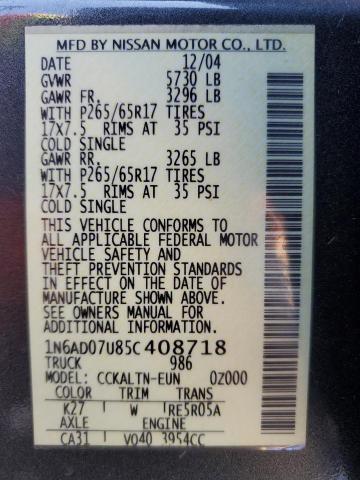 MFD BY NISSAN MOTOR CO., LTD.
DATE 12/04
GVWR 5730 LB
GAWR FR. 3296 LB
WITH P265/65R17 TIRES
17X7.5 RIMS AT 35 PSI
COLD SINGLE
GAWR RR. 3265 LB
WITH P265/65R17 TIRES
17X7.5 RIMS AT 35 PSI
COLD SINGLE
THIS VEHICLE CONFORMS TO
ALL APPLICABLE FEDERAL MOTOR
VEHICLE SAFETY AND
THEFT PREVENTION STANDARDS
IN EFFECT ON THE DATE OF
MANUFACTURE SHOWN ABOVE.
SEE OWNERS MANUAL FOR
ADDITIONAL INFORMATION.
1N6AD07U85C408718
TRUCK 986
MODEL: CCKALTN-EUN 0Z000
COLOR TRIM TRANS
K27 W RE5R05A
AXLE ENGINE
CA31 VQ40 3954CC